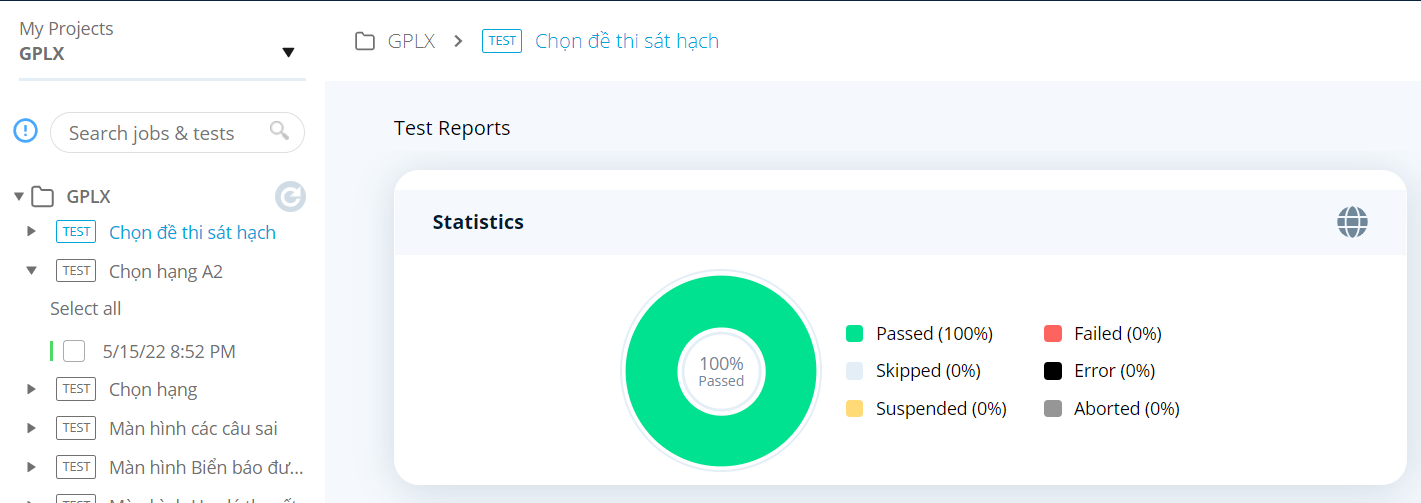 My Projects
GPLX
GPLX
TEST
Chọn đề thi sát hạch
Search jobs & tests
GPLX
TEST Chọn đề thi sát hạch
TEST Chọn hạng A2
Select all
5/15/22 8:52 PM
TEST Chọn hạng
TEST Màn hình các câu sai
TEST Màn hình Biển báo đư...
Test Reports
Statistics
100%
Passed
Passed (100%)
Failed (0%)
Skipped (0%)
Error (0%)
Suspended (0%)
Aborted (0%)